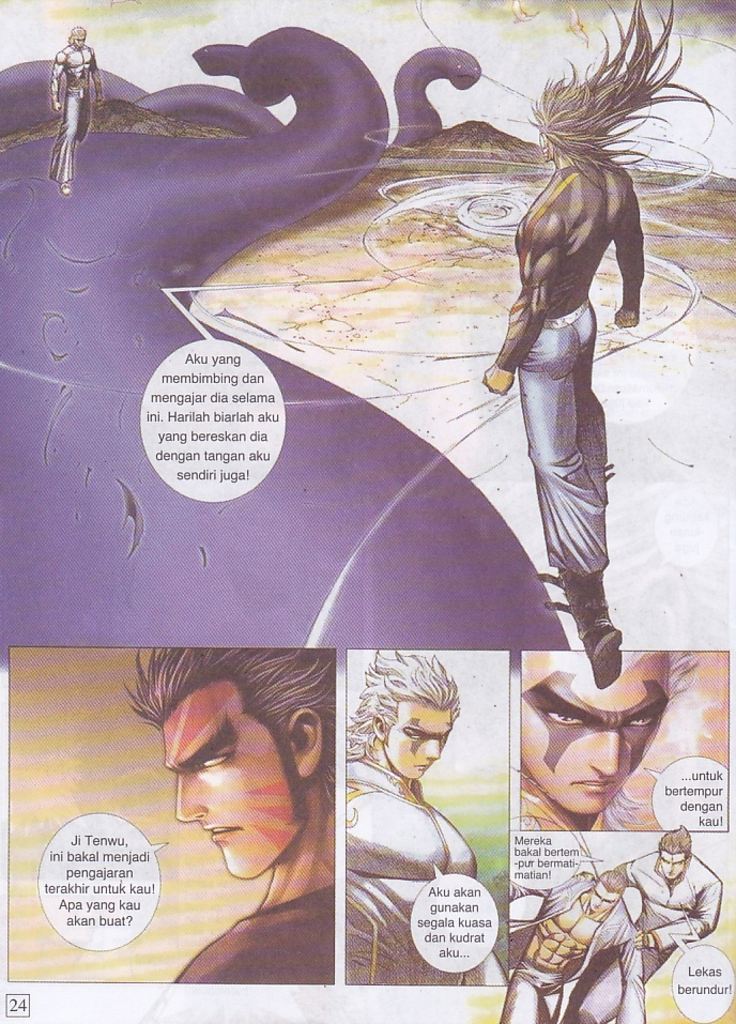 Aku yang
membimbing dan
mengajar dia selama
ini. Harilah biarlah aku
yang bereskan dia
dengan tangan aku
sendiri juga!
Ji Tenwu,
ini bakal menjadi
pengajaran
terakhir untuk kau!
Apa yang kau
akan buat?
Aku akan
gunakan
segala kuasa
dan kudrat
aku...
...untuk
bertempur
dengan
kau!
Mereka
bakal bertem
-pur bermati-
matian!
Lekas
berundur!
24